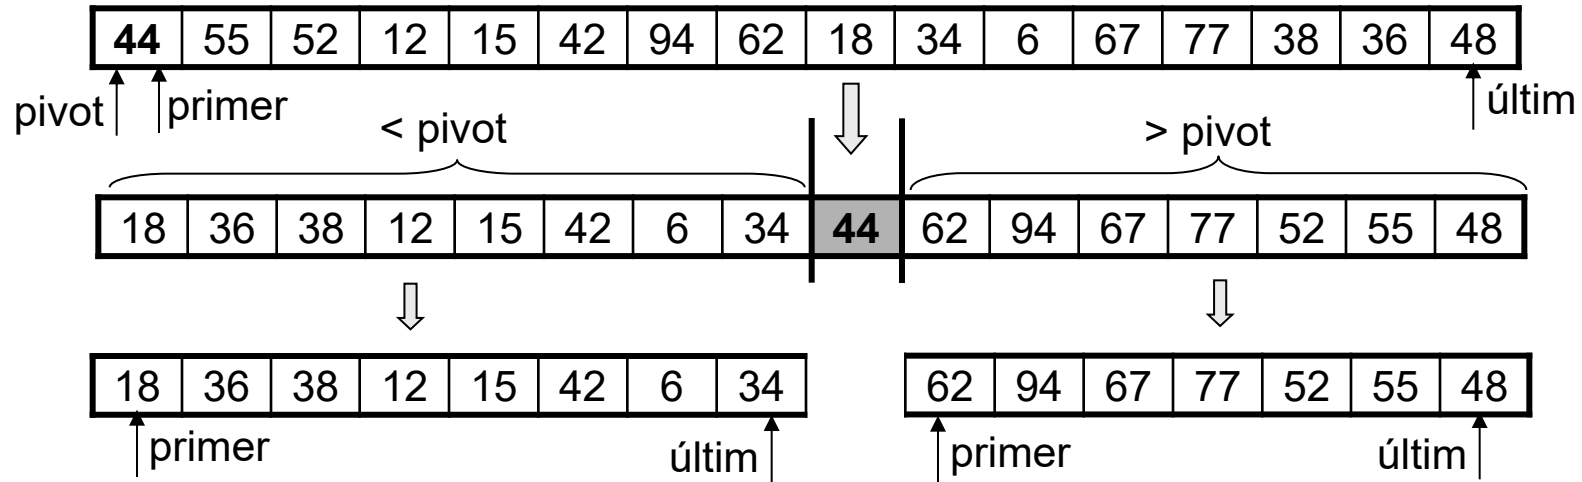 44 55 52 12 15 42 94 62 18 34 6 67 77 38 36 48
pivot primer últim
< pivot > pivot
18 36 38 12 15 42 6 34 44 62 94 67 77 52 55 48
18 36 38 12 15 42 6 34 62 94 67 77 52 55 48
primer últim primer últim